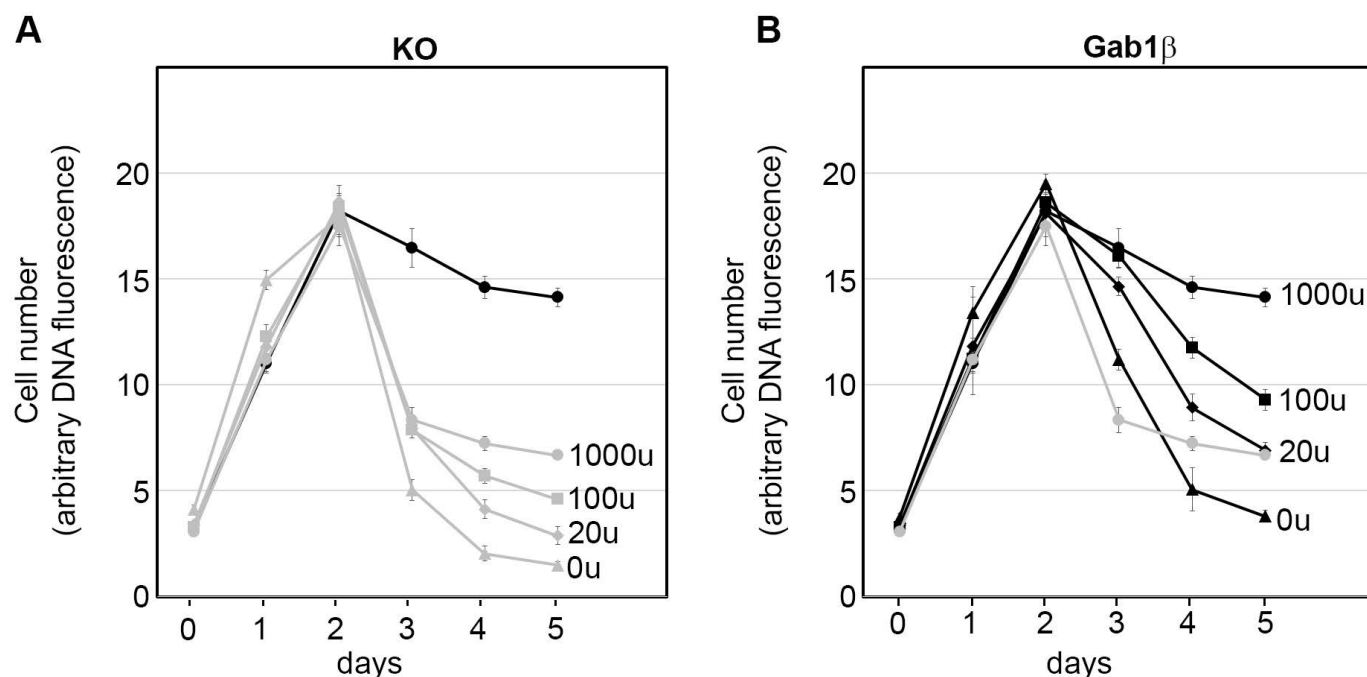 A
KO
Cell number
(arbitrary DNA fluorescence)
20
15
10
5
0
1000u
100u
20u
0u
0 1 2 3 4 5
days
B
Gab1β
Cell number
(arbitrary DNA fluorescence)
20
15
10
5
0
1000u
100u
20u
0u
0 1 2 3 4 5
days